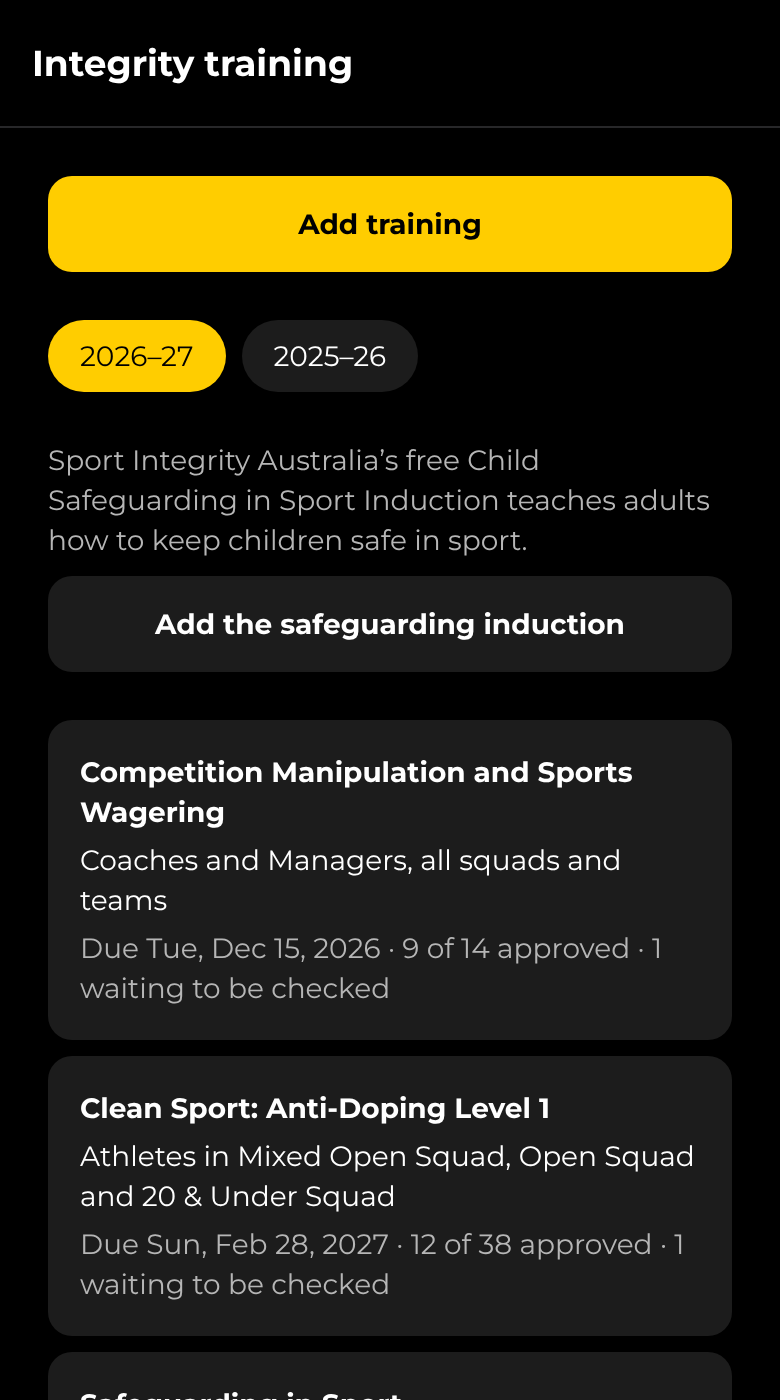 Integrity training
Add training
2026–27
2025–26
Sport Integrity Australia’s free Child
Safeguarding in Sport Induction teaches adults
how to keep children safe in sport.
Add the safeguarding induction
Competition Manipulation and Sports
Wagering
Coaches and Managers, all squads and
teams
Due Tue, Dec 15, 2026 · 9 of 14 approved · 1
waiting to be checked
Clean Sport: Anti-Doping Level 1
Athletes in Mixed Open Squad, Open Squad
and 20 & Under Squad
Due Sun, Feb 28, 2027 · 12 of 38 approved · 1
waiting to be checked
Safeguarding in Sport